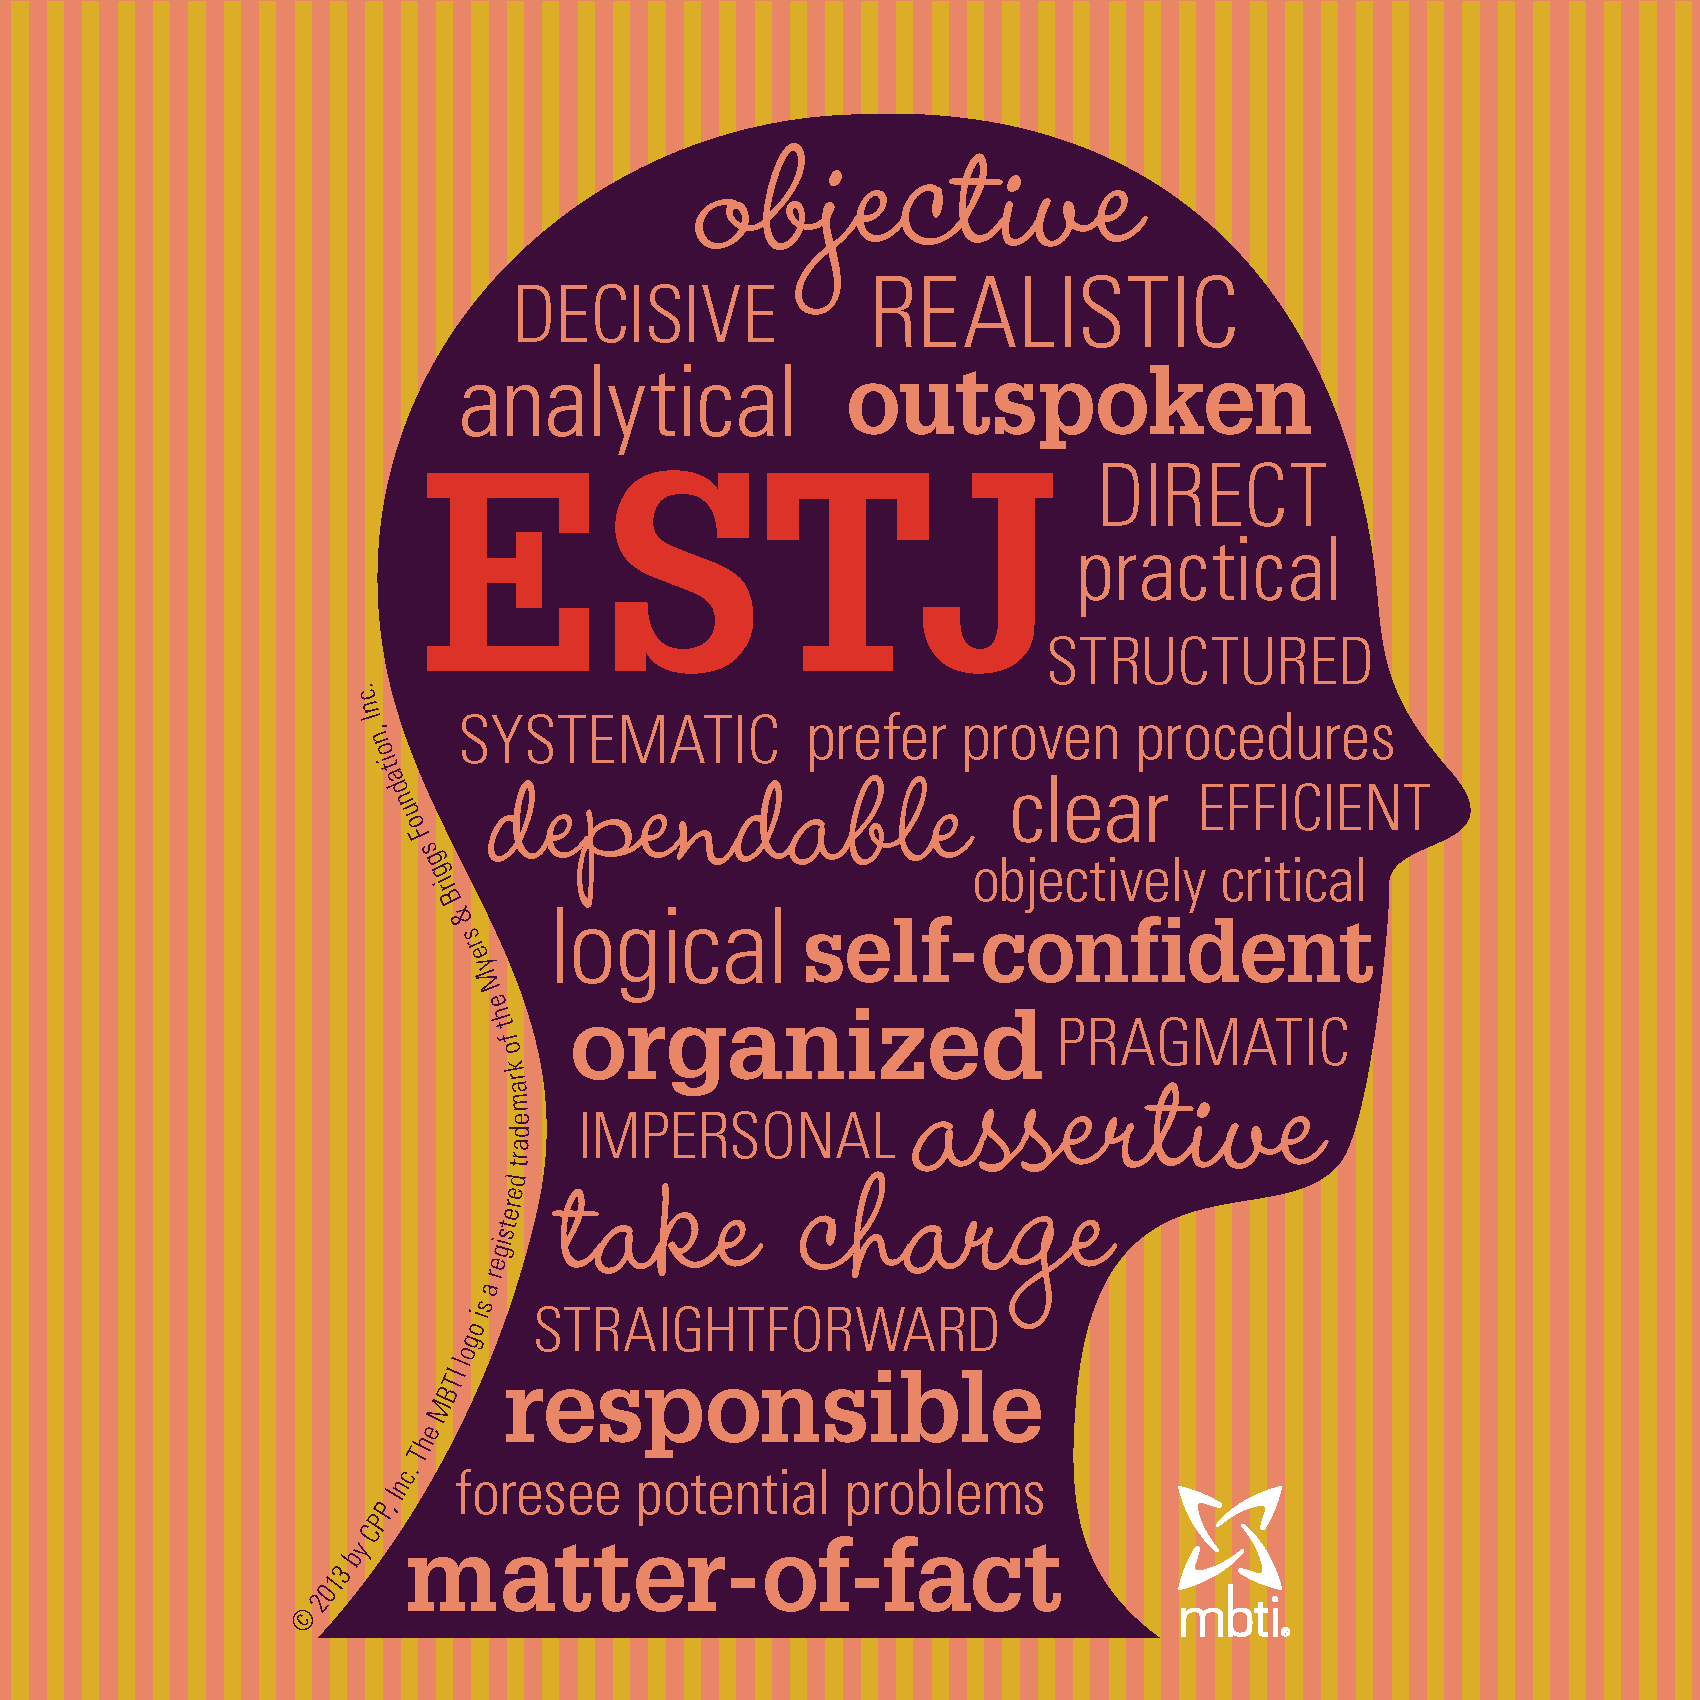 objective
DECISIVE REALISTIC
analytical outspoken
ESTJ DIRECT
practical
STRUCTURED
SYSTEMATIC prefer proven procedures
dependable clear EFFICIENT
objectively critical
logical self-confident
organized PRAGMATIC
IMPERSONAL assertive
take charge
STRAIGHTFORWARD
responsible
foresee potential problems
matter-of-fact
© 2013 by CPP, Inc. The MBTI logo is a registered trademark of the Myers & Briggs Foundation, Inc.
mbti®